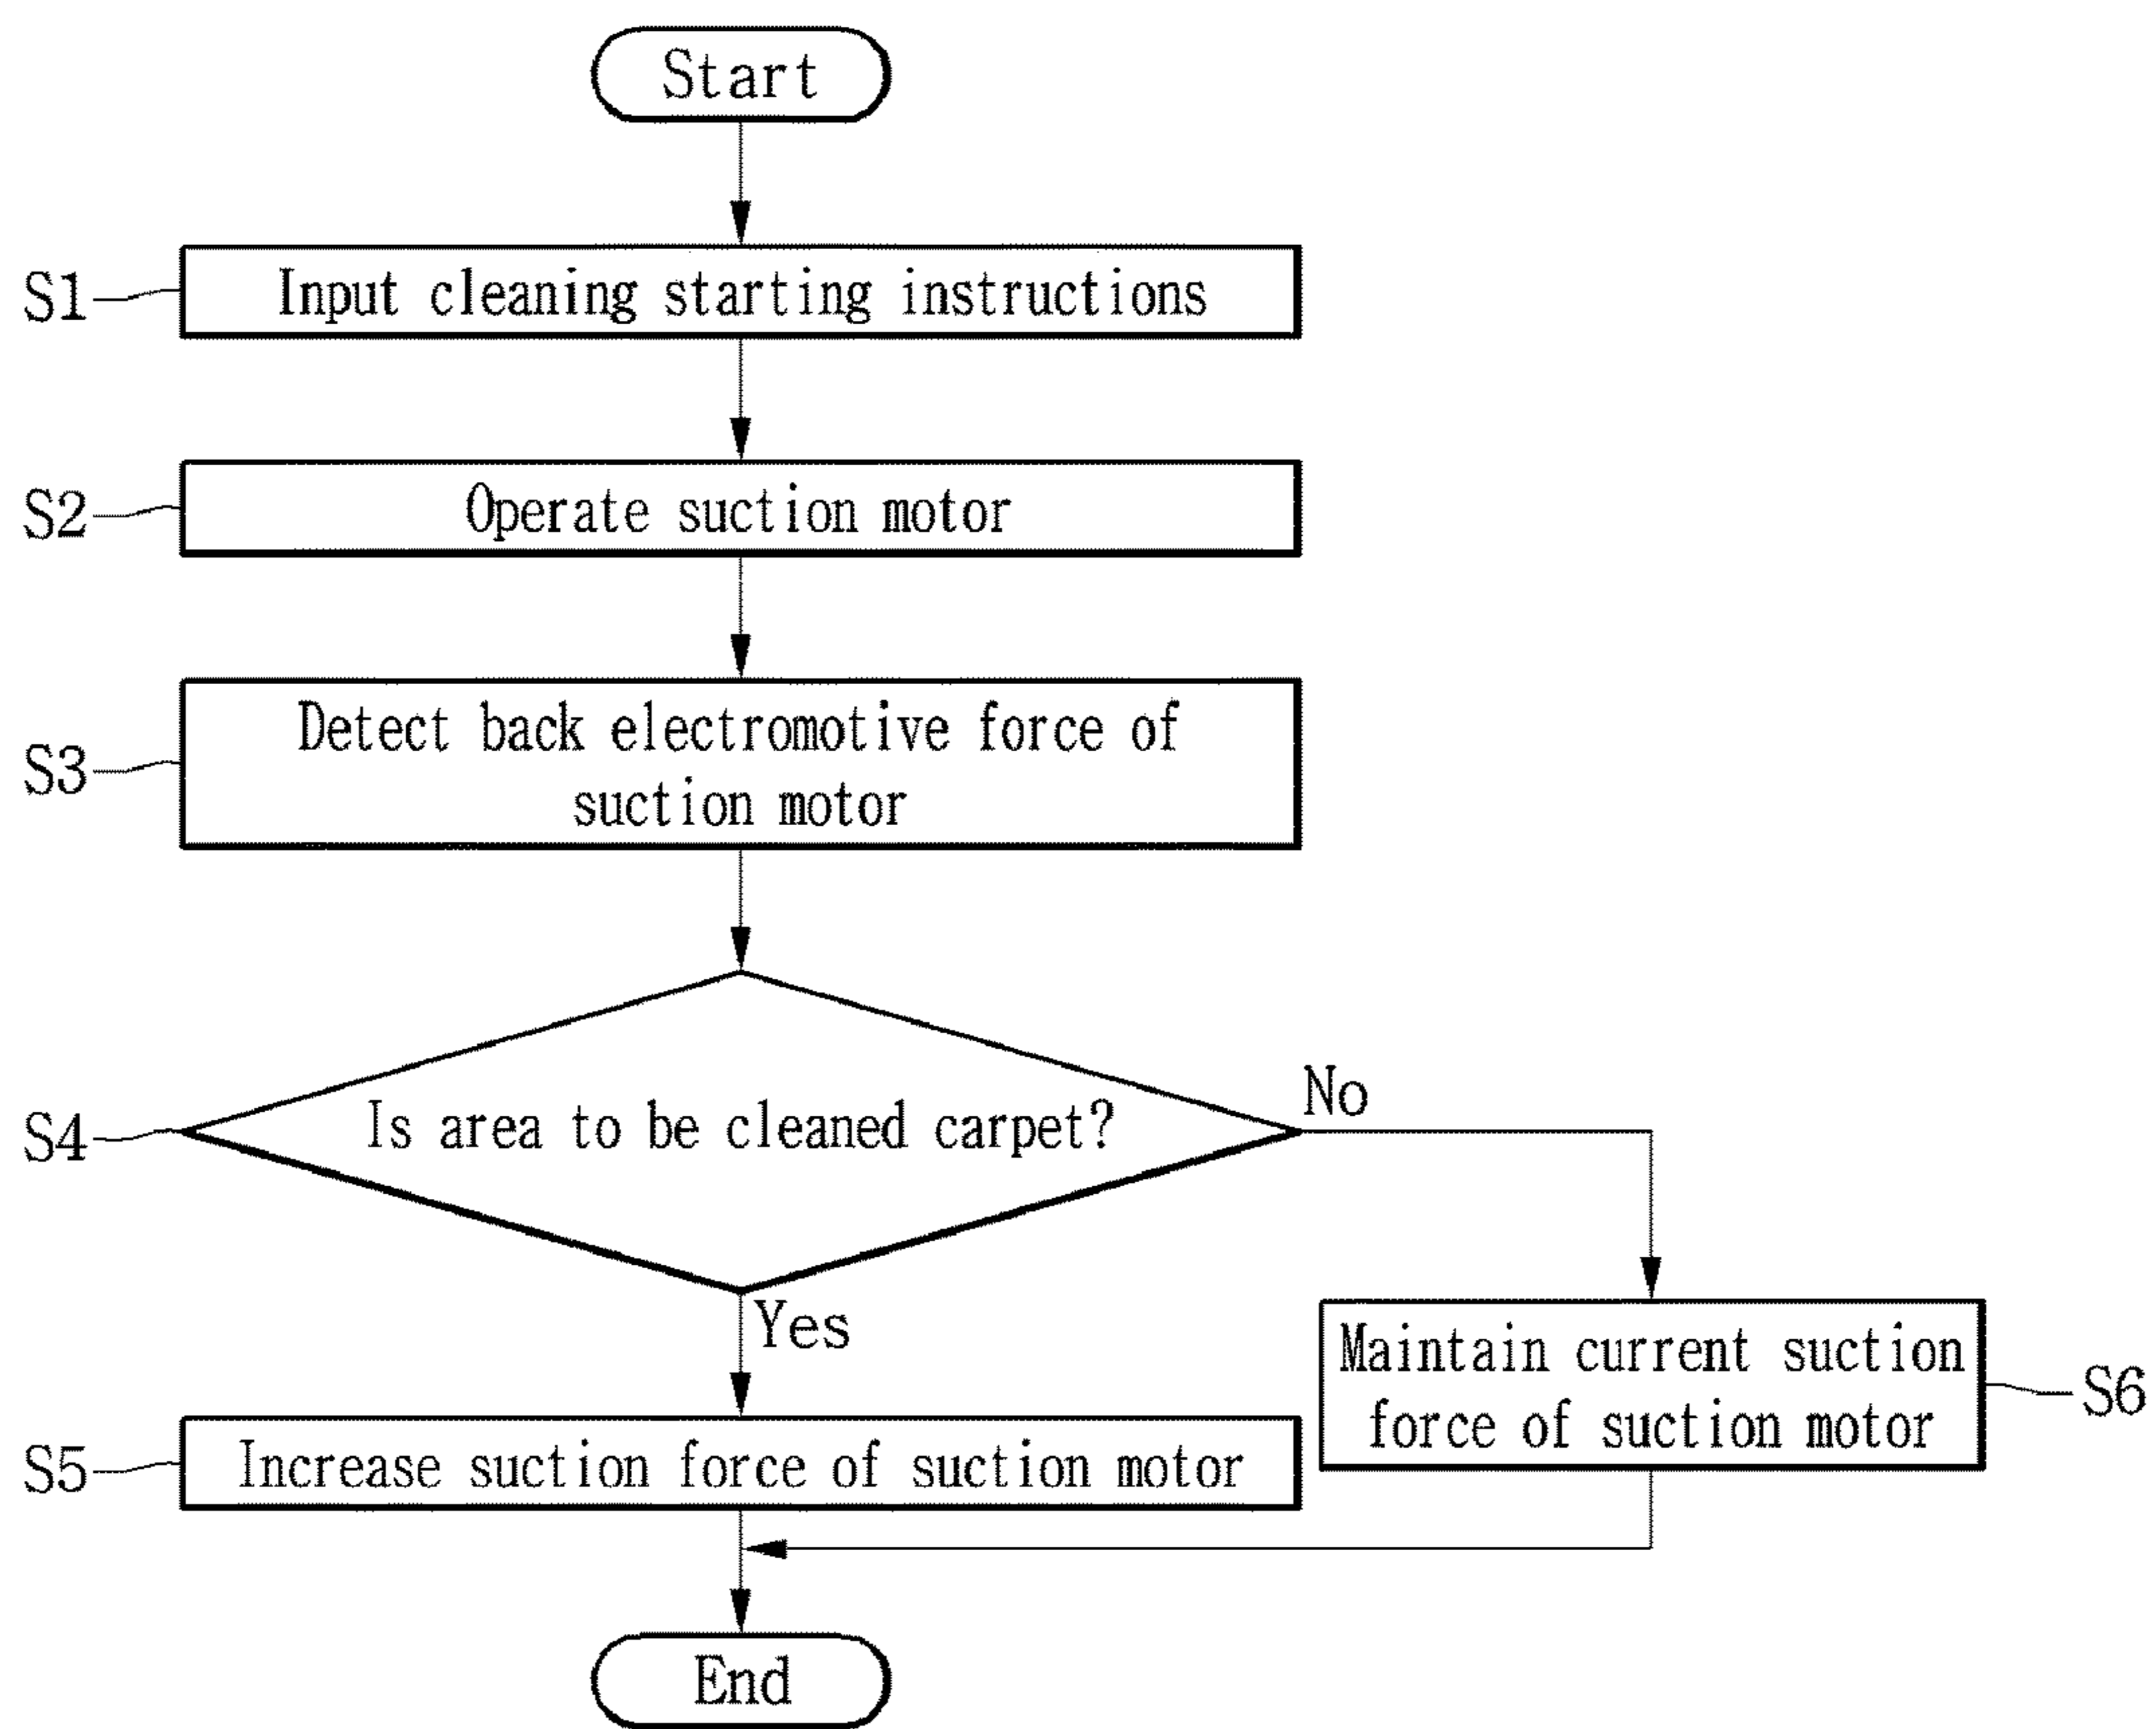 Start
S1
Input cleaning starting instructions
S2
Operate suction motor
S3
Detect back electromotive force of
suction motor
S4
Is area to be cleaned carpet?
No
Yes
Maintain current suction
force of suction motor
S6
S5
Increase suction force of suction motor
End